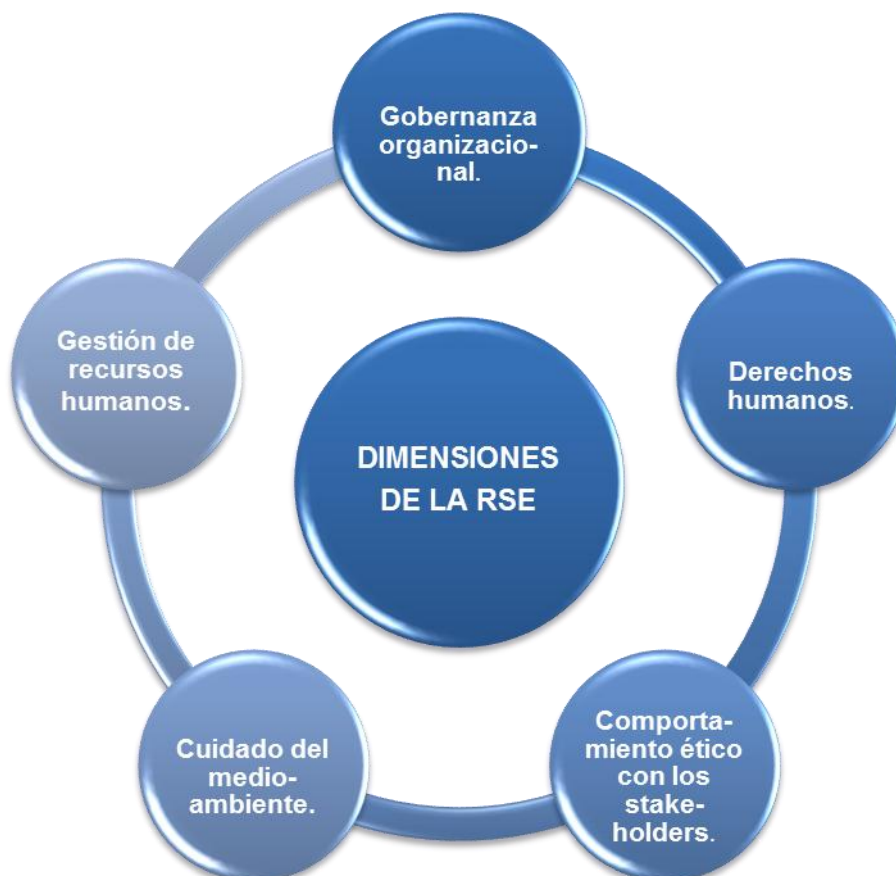 Gobernanza
organizacio-
nal.
Gestión de
recursos
humanos.
Derechos
humanos.
DIMENSIONES
DE LA RSE
Cuidado del
medio-
ambiente.
Comporta-
miento ético
con los
stake-
holders.